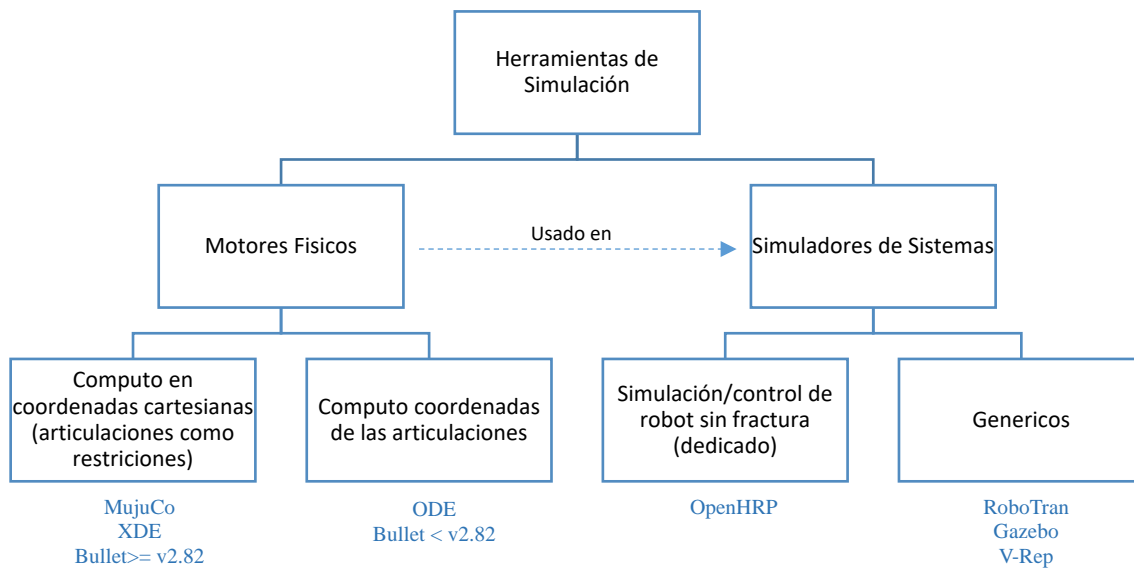 Herramientas de
Simulación
Motores Fisicos
Usado en
Simuladores de Sistemas
Computo en
coordenadas cartesianas
(articulaciones como
restriciones)
Computo coordenadas
de las articulaciones
Simulación/control de
robot sin fractura
(dedicado)
Genericos
MujuCo
XDE
Bullet>= v2.82
ODE
Bullet < v2.82
OpenHRP
RoboTran
Gazebo
V-Rep